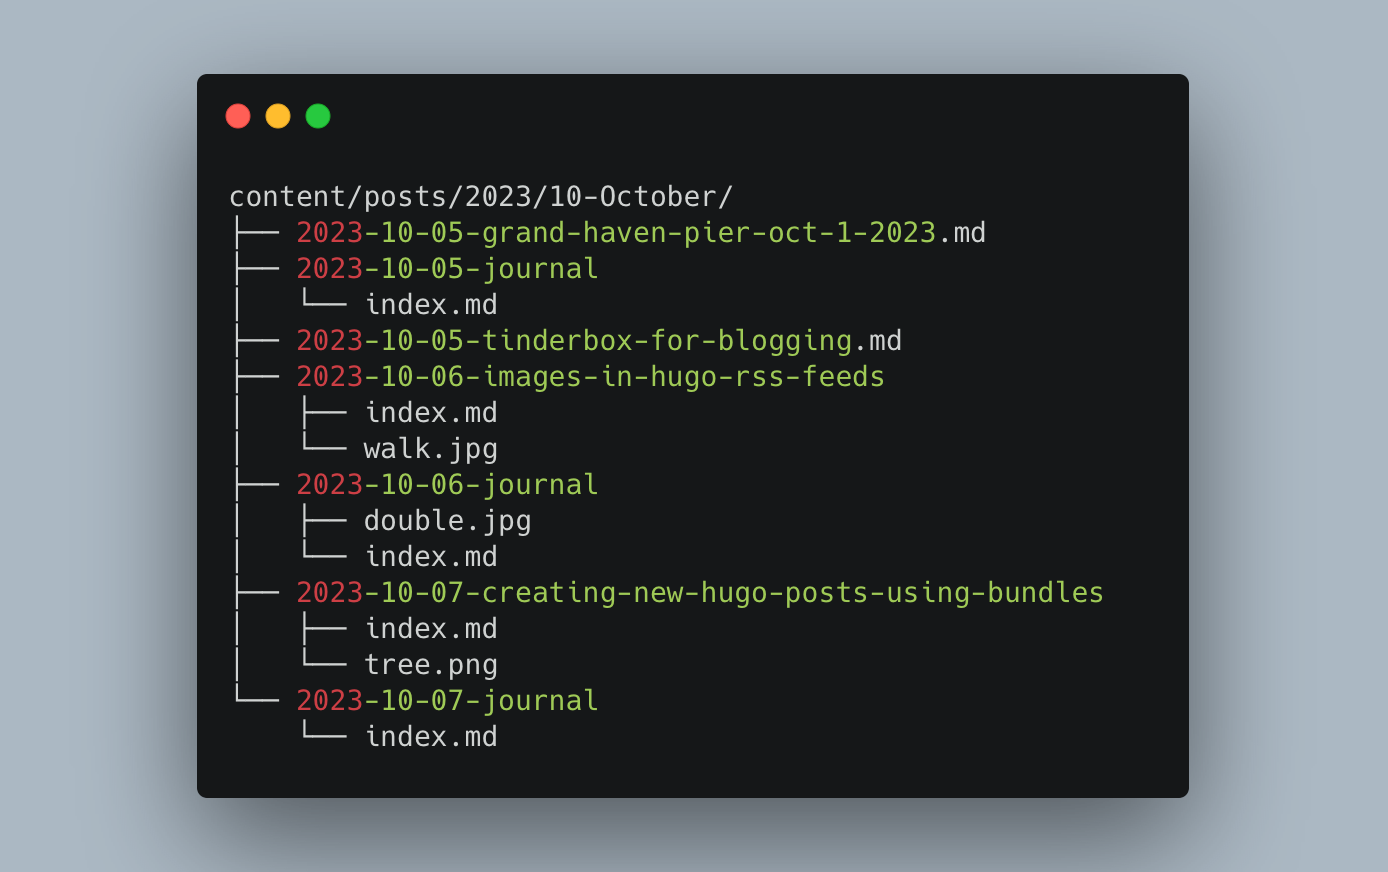 content/posts/2023/10-October/
├── 2023-10-05-grand-haven-pier-oct-1-2023.md
├── 2023-10-05-journal
│   └── index.md
├── 2023-10-05-tinderbox-for-blogging.md
├── 2023-10-06-images-in-hugo-rss-feeds
│   ├── index.md
│   └── walk.jpg
├── 2023-10-06-journal
│   ├── double.jpg
│   └── index.md
├── 2023-10-07-creating-new-hugo-posts-using-bundles
│   ├── index.md
│   └── tree.png
└── 2023-10-07-journal
    └── index.md